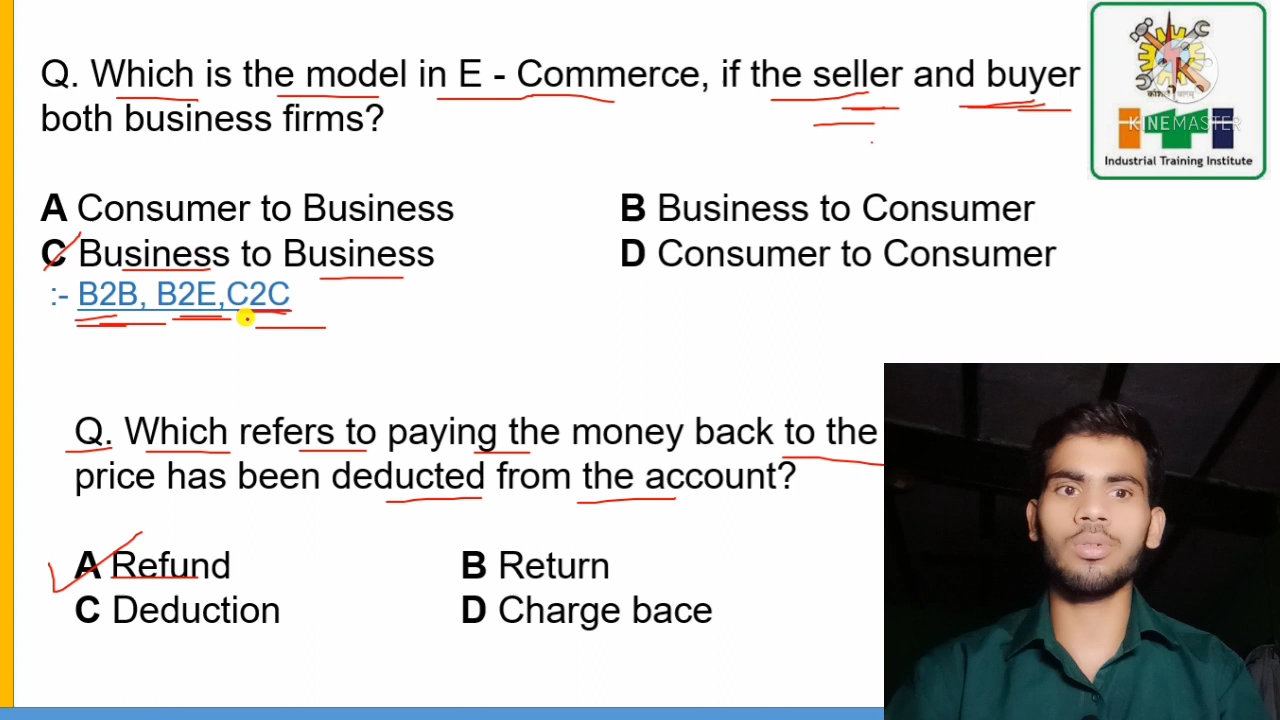 Q. Which is the model in E - Commerce, if the seller and buyer
both business firms?
A Consumer to Business
B Business to Consumer
C Business to Business
D Consumer to Consumer
:- B2B, B2E,C2C
Q. Which refers to paying the money back to the
price has been deducted from the account?
A Refund
B Return
C Deduction
D Charge bace
KINEMASTER
Industrial Training Institute